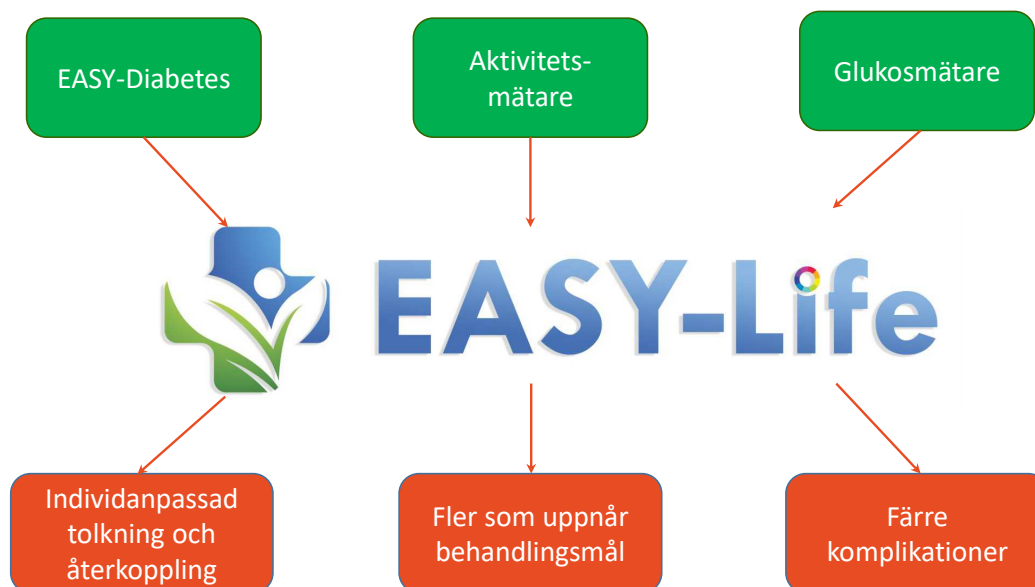 EASY-Diabetes
Aktivitets-
mätare
Glukosmätare
EASY-Life
Individanpassad
tolkning och
återkoppling
Fler som uppnår
behandlingsmål
Färre
komplikationer